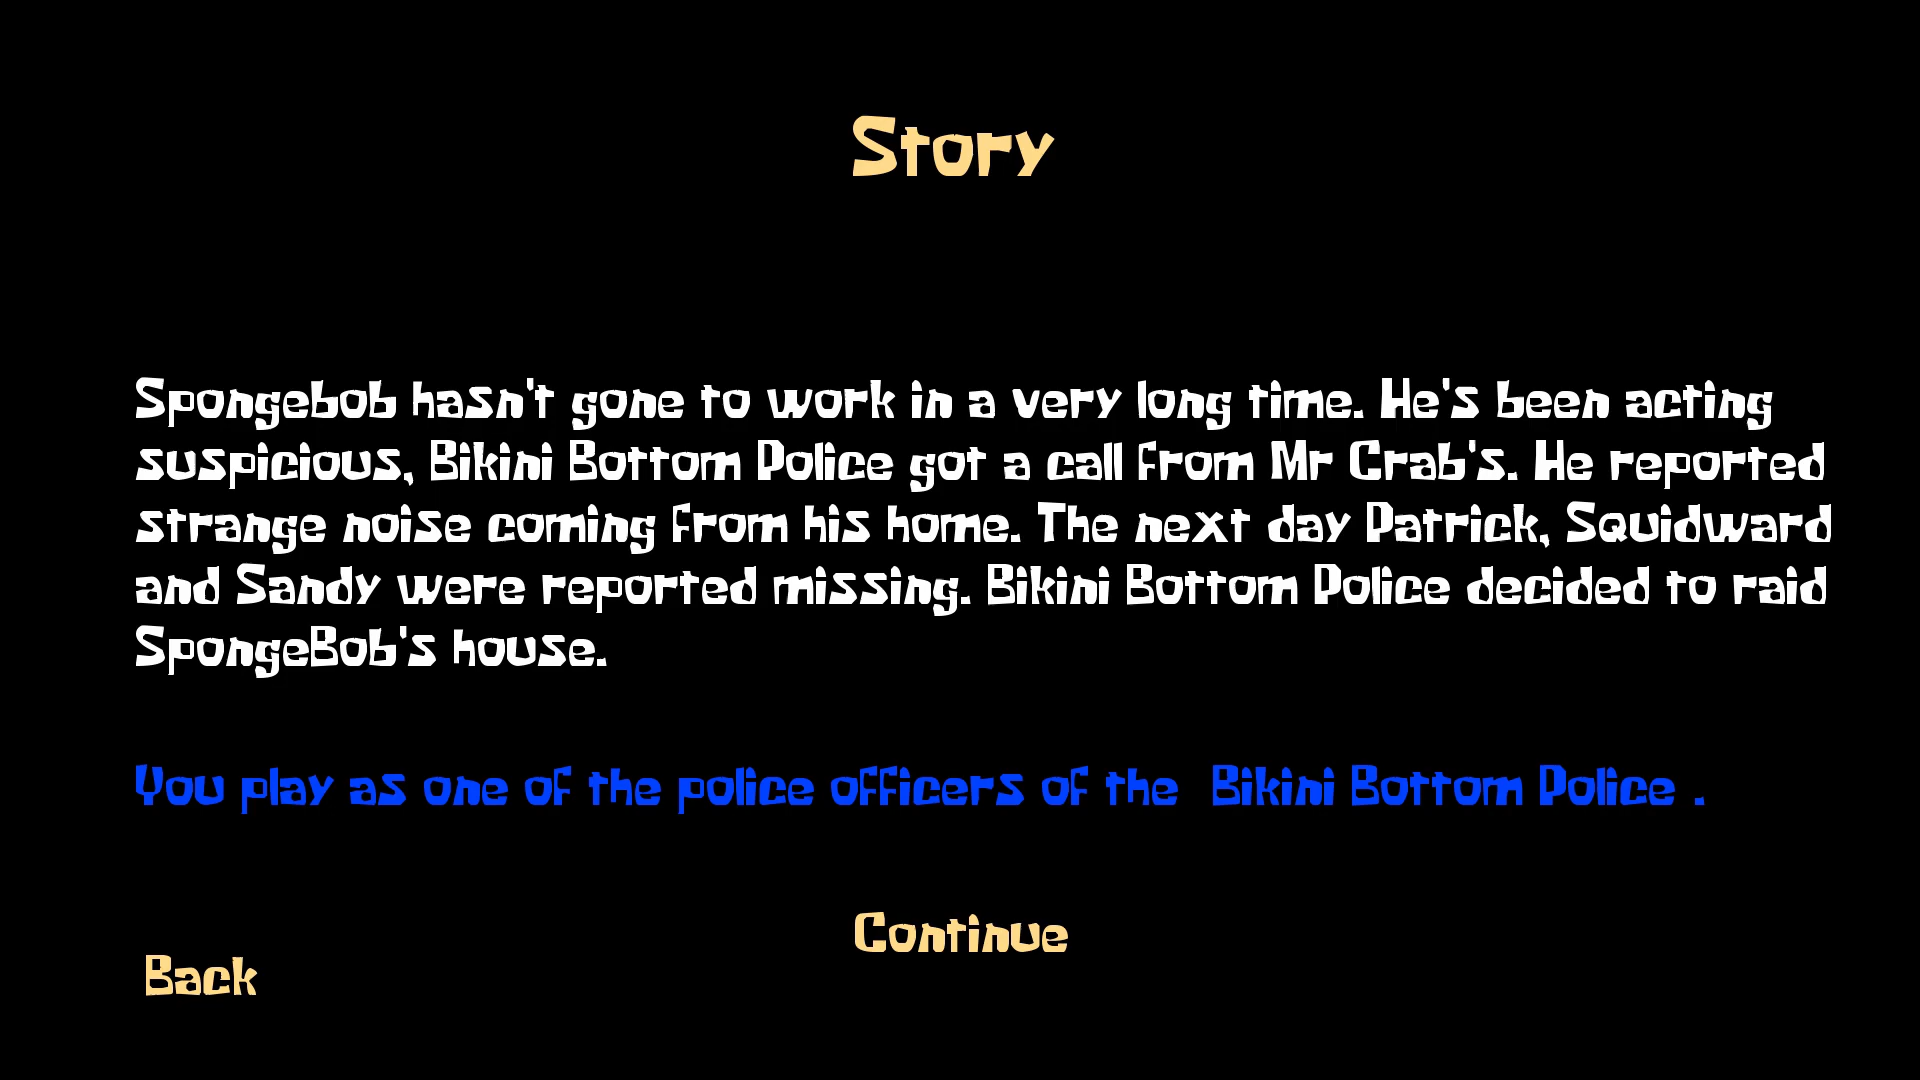 Story
Spongebob hasn't gone to work in a very long time. He's been acting
suspicious, Bikini Bottom Police got a call from Mr Crab's. He reported
strange noise coming from his home. The next day Patrick, Squidward
and Sandy were reported missing. Bikini Bottom Police decided to raid
SpongeBob's house.
You play as one of the police officers of the  Bikini Bottom Police .
Continue
Back